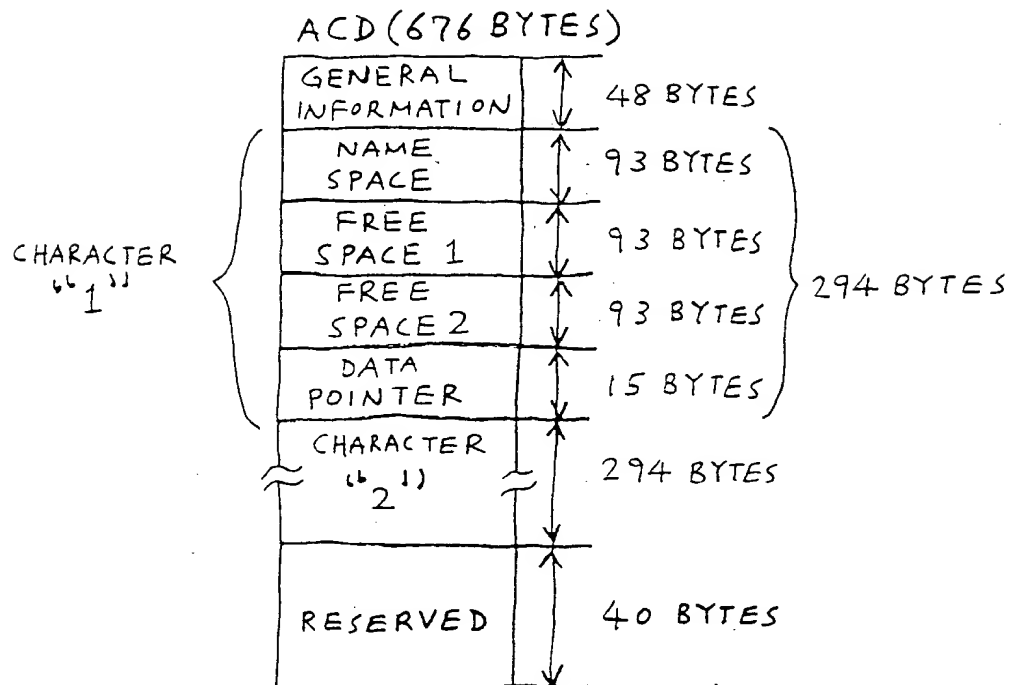 ACD (676 BYTES)
GENERAL
INFORMATION
48 BYTES
NAME
SPACE
93 BYTES
FREE
SPACE 1
93 BYTES
FREE
SPACE 2
93 BYTES
DATA
POINTER
15 BYTES
CHARACTER
“1”
294 BYTES
CHARACTER
“2”
294 BYTES
RESERVED
40 BYTES